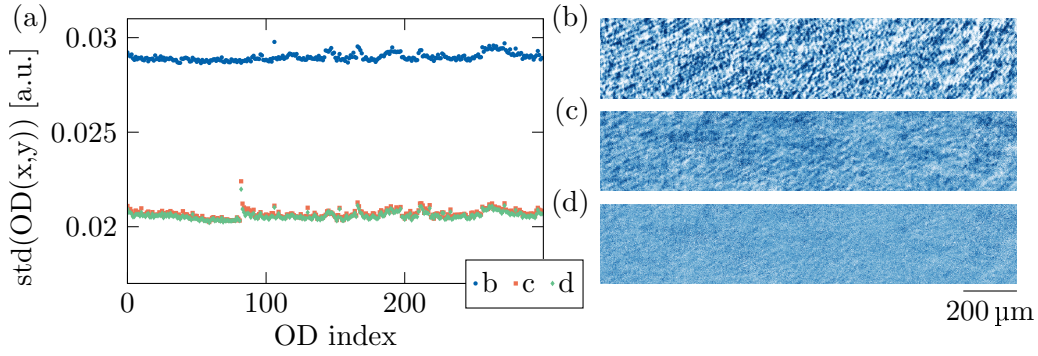 (a)
std(OD(x,y)) [a.u.]
0.03
0.025
0.02
0
100
200
OD index
b c d
(b)
(c)
(d)
200 µm